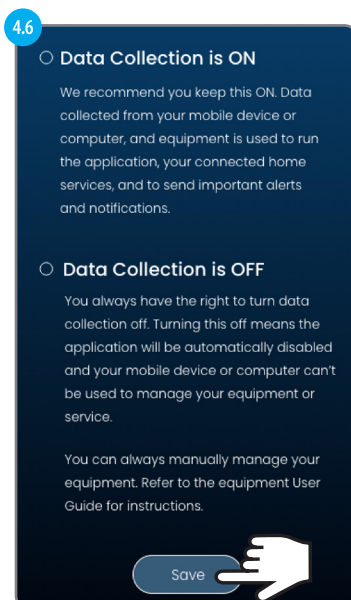 4.6
Data Collection is ON
We recommend you keep this ON. Data
collected from your mobile device or
computer, and equipment is used to run
the application, your connected home
services, and to send important alerts
and notifications.
Data Collection is OFF
You always have the right to turn data
collection off. Turning this off means the
application will be automatically disabled
and your mobile device or computer can't
be used to manage your equipment or
service.
You can always manually manage your
equipment. Refer to the equipment User
Guide for instructions.
Save